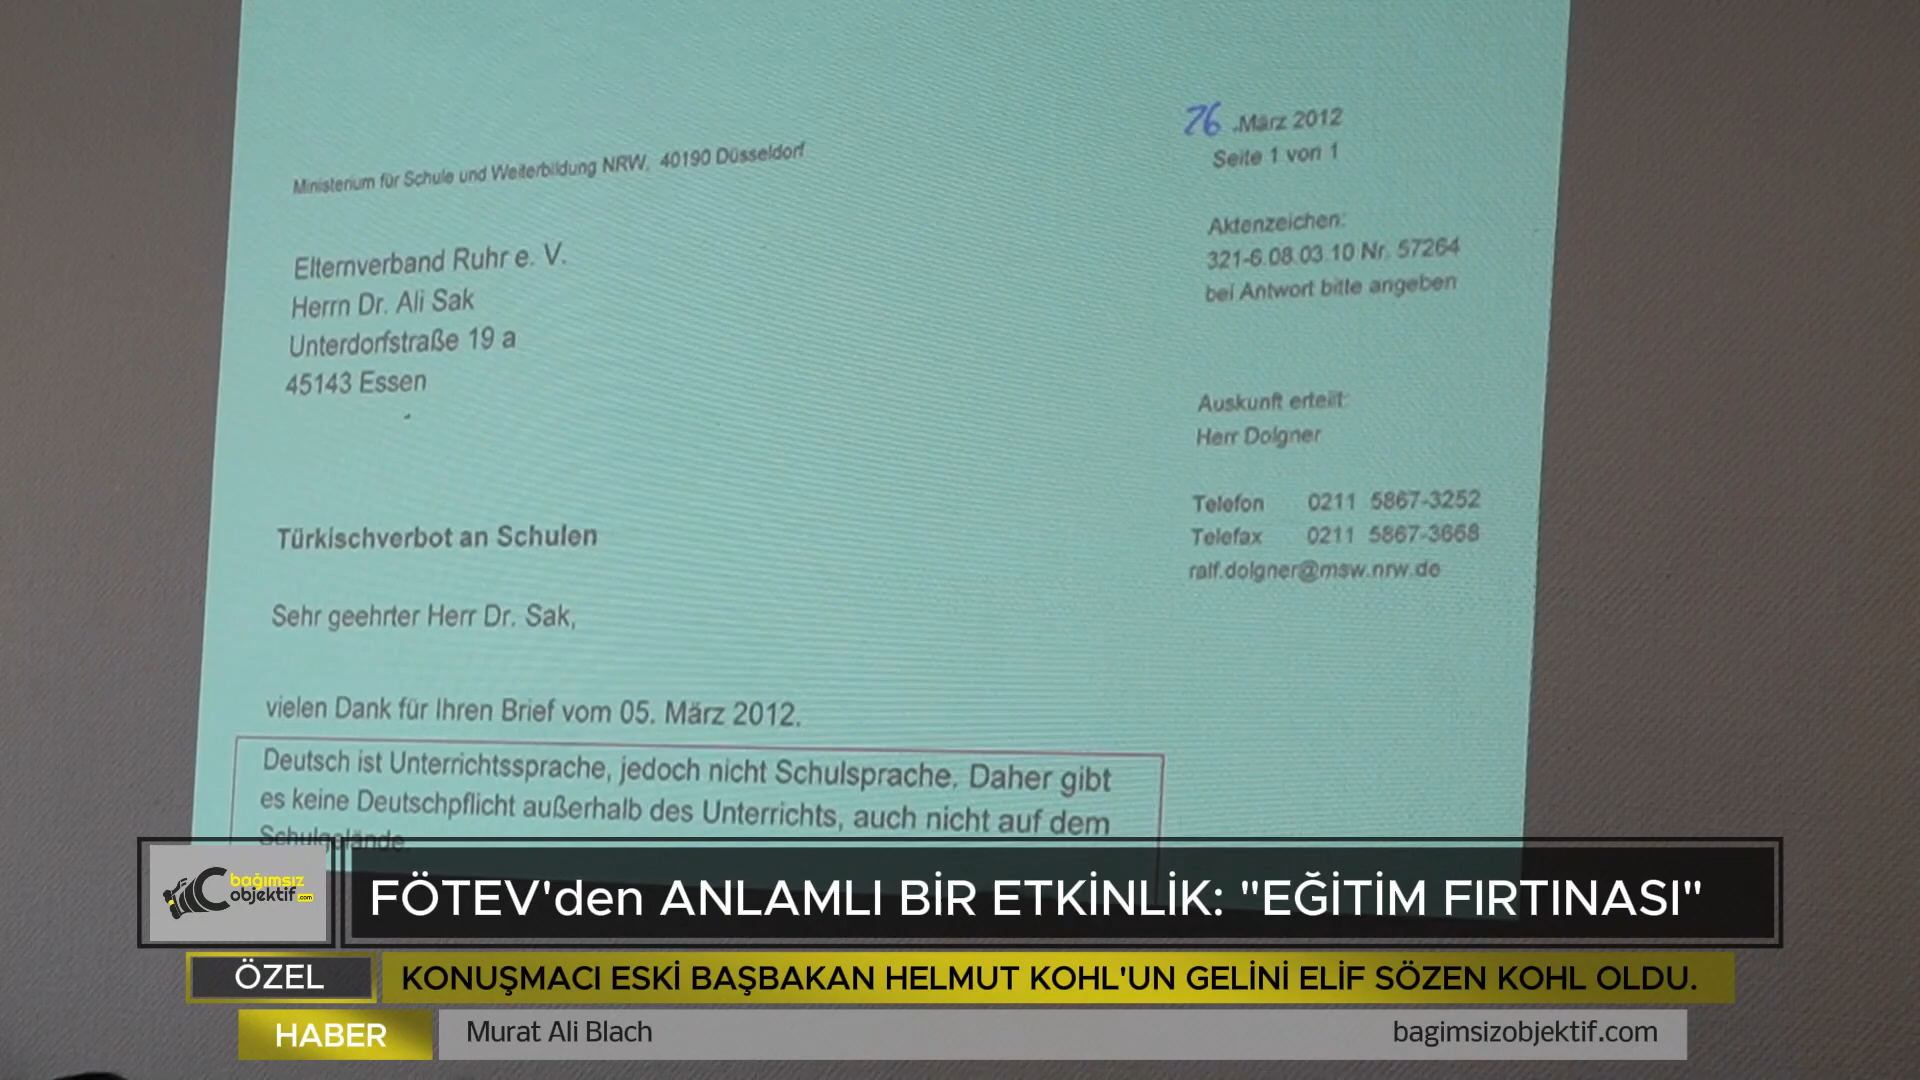 26. März 2012
Seite 1 von 1
Ministerium für Schule und Weiterbildung NRW, 40190 Düsseldorf
Aktenzeichen:
321-6.08.03.10 Nr. 57264
bei Antwort bitte angeben
Elternverband Ruhr e. V.
Herrn Dr. Ali Sak
Unterdorfstraße 19 a
45143 Essen
Auskunft erteilt:
Herr Dolgner
Telefon 0211 5867-3252
Telefax 0211 5867-3668
ralf.dolgner@msw.nrw.de
Türkischverbot an Schulen
Sehr geehrter Herr Dr. Sak,
vielen Dank für Ihren Brief vom 05. März 2012.
Deutsch ist Unterrichtssprache, jedoch nicht Schulsprache. Daher gibt
es keine Deutschpflicht außerhalb des Unterrichts, auch nicht auf dem
Schulgelände.
bağımsız
objektif.com
FÖTEV'den ANLAMLI BİR ETKİNLİK: "EĞİTİM FIRTINASI"
ÖZEL
KONUŞMACI ESKİ BAŞBAKAN HELMUT KOHL'UN GELİNİ ELİF SÖZEN KOHL OLDU.
HABER
Murat Ali Blach
bagimsizobjektif.com